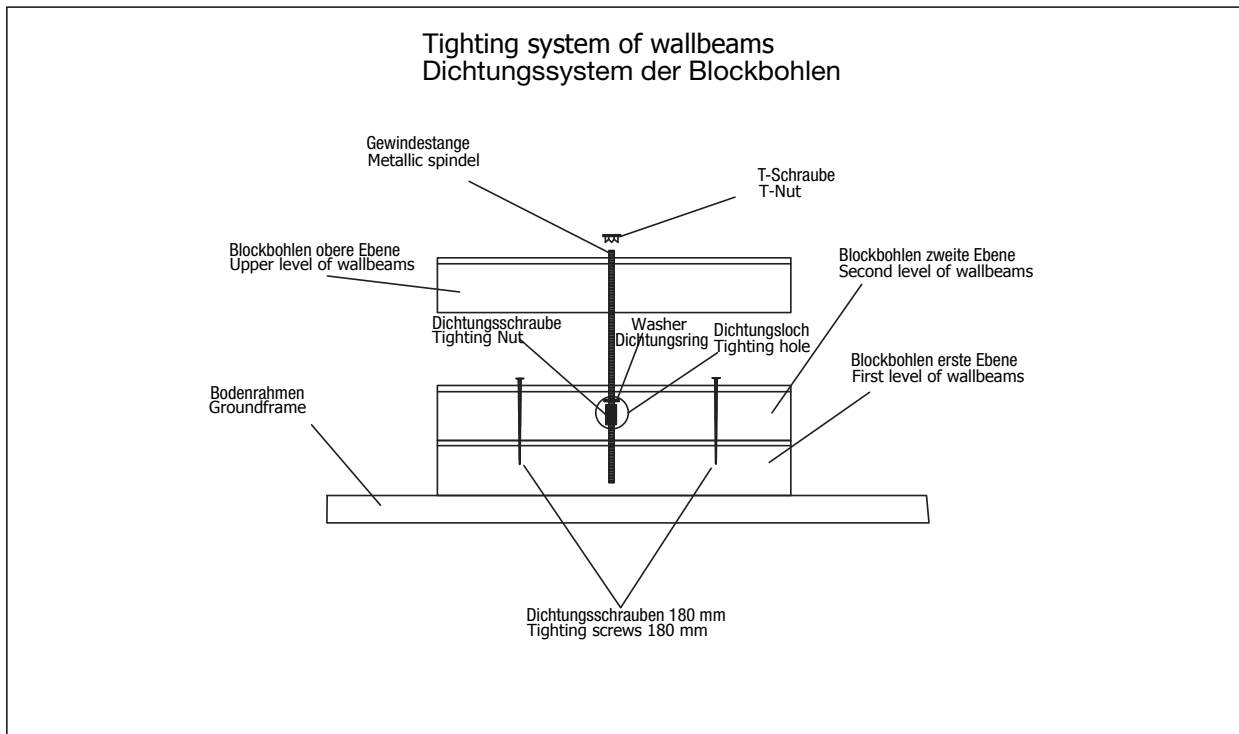 Tighting system of wallbeams
Dichtungssystem der Blockbohlen
Gewindestange
Metallic spindel
T-Schraube
T-Nut
Blockbohlen obere Ebene
Upper level of wallbeams
Blockbohlen zweite Ebene
Second level of wallbeams
Dichtungsschraube
Tighting Nut
Washer
Dichtungsring
Dichtungsloch
Tighting hole
Blockbohlen erste Ebene
First level of wallbeams
Bodenrahmen
Groundframe
Dichtungsschrauben 180 mm
Tighting screws 180 mm